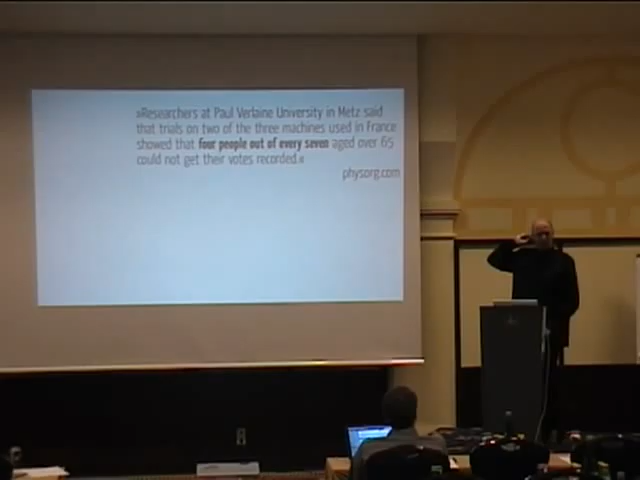 »Researchers at Paul Verlaine University in Metz said
that trials on two of the three machines used in France
showed that four people out of every seven aged over 65
could not get their votes recorded.«
physorg.com